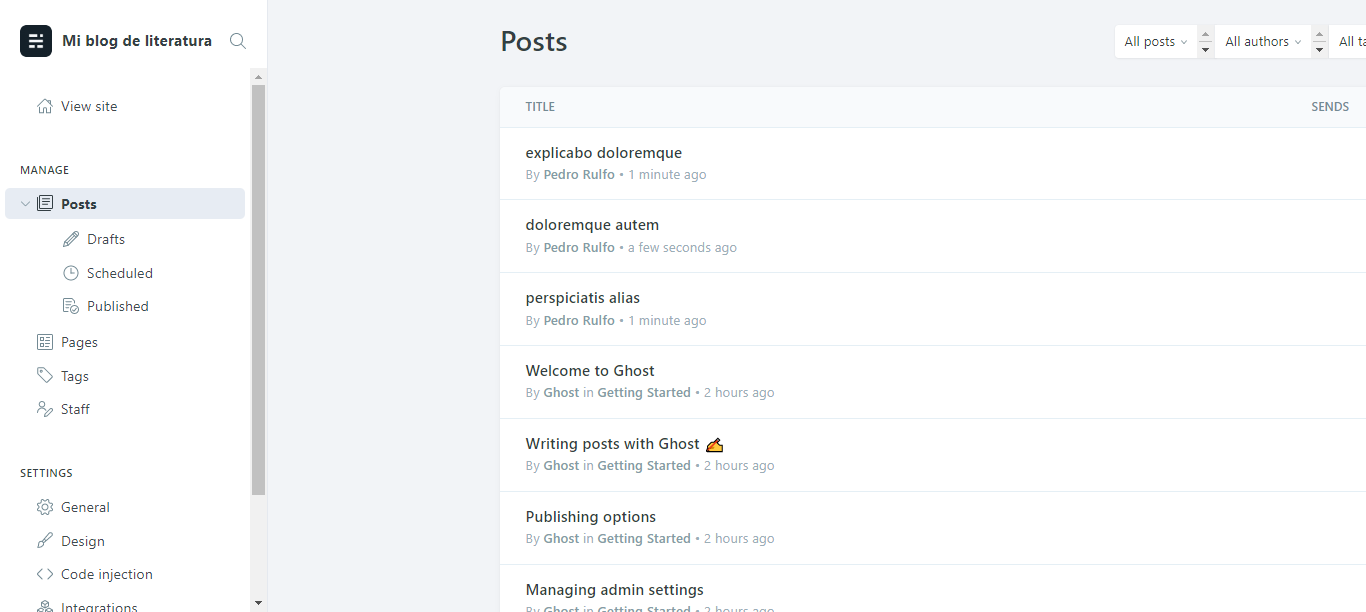 Mi blog de literatura
View site
MANAGE
Posts
Drafts
Scheduled
Published
Pages
Tags
Staff
SETTINGS
General
Design
Code injection
Integrations
Posts
All posts
All authors
All ta
TITLE
SENDS
explicabo doloremque
By Pedro Rulfo • 1 minute ago
doloremque autem
By Pedro Rulfo • a few seconds ago
perspiciatis alias
By Pedro Rulfo • 1 minute ago
Welcome to Ghost
By Ghost in Getting Started • 2 hours ago
Writing posts with Ghost ✍️
By Ghost in Getting Started • 2 hours ago
Publishing options
By Ghost in Getting Started • 2 hours ago
Managing admin settings
By Ghost in Getting Started • 2 hours ago